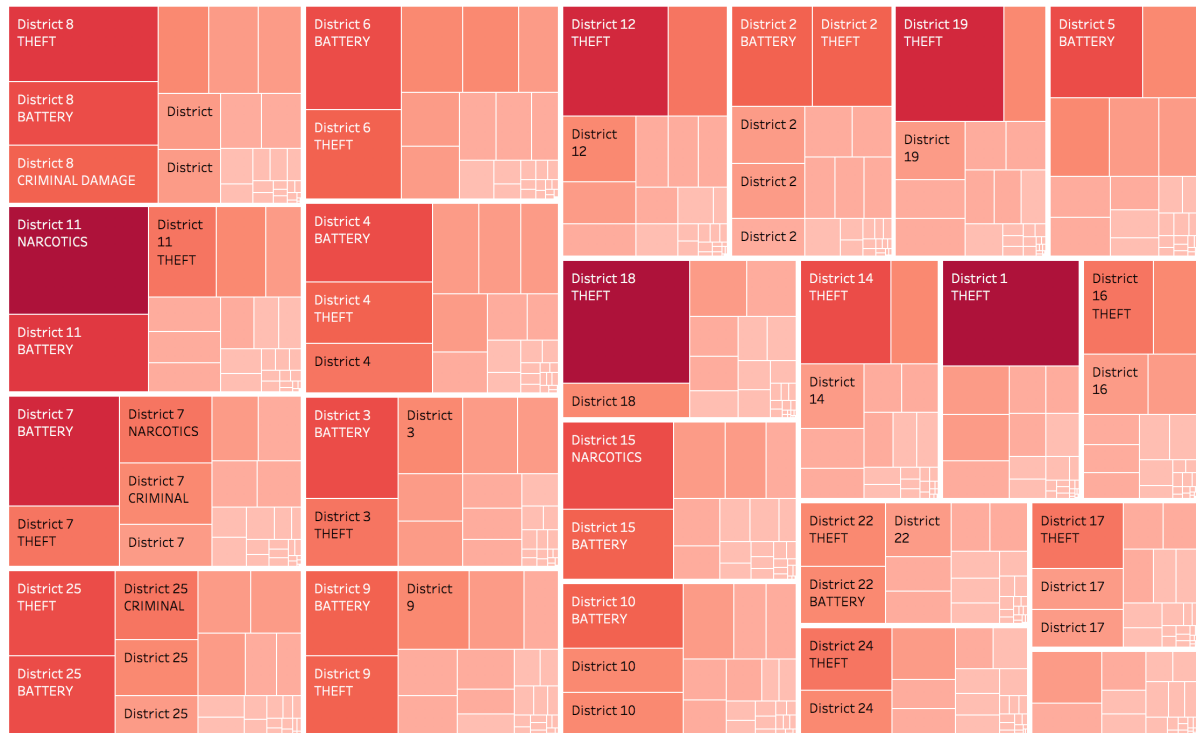 District 8
THEFT
District 8
BATTERY
District 8
CRIMINAL DAMAGE
District
District
District 11
NARCOTICS
District
11
THEFT
District 11
BATTERY
District 7
BATTERY
District 7
NARCOTICS
District 7
CRIMINAL
District 7
THEFT
District 7
District 25
THEFT
District 25
CRIMINAL
District 25
District 25
BATTERY
District 25
District 6
BATTERY
District 6
THEFT
District 4
BATTERY
District 4
THEFT
District 4
District 3
BATTERY
District
3
District 3
THEFT
District 9
BATTERY
District
9
District 9
THEFT
District 12
THEFT
District
12
District 2
BATTERY
District 2
THEFT
District 2
District 2
District 2
District 19
THEFT
District
19
District 5
BATTERY
District 18
THEFT
District 18
District 15
NARCOTICS
District 15
BATTERY
District 10
BATTERY
District 10
District 10
District 14
THEFT
District
14
District 1
THEFT
District
16
THEFT
District
16
District 22
THEFT
District
22
District 22
BATTERY
District 17
THEFT
District 17
District 17
District 24
THEFT
District 24